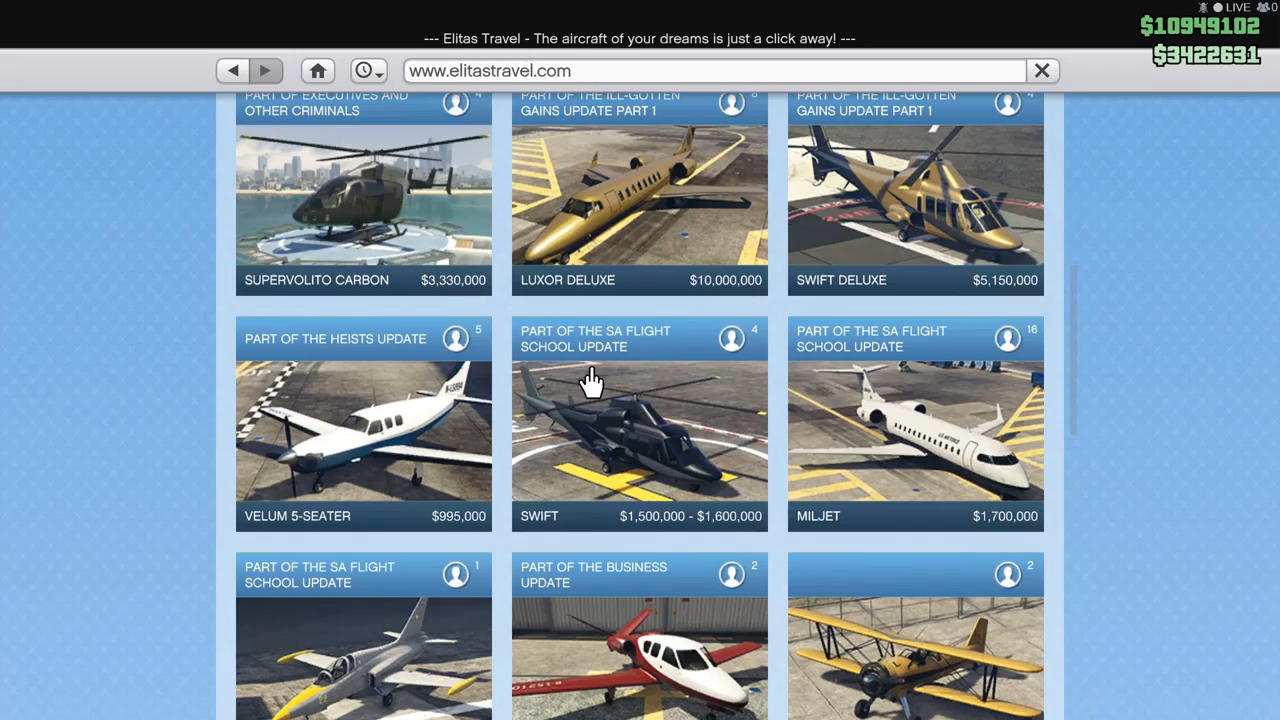 LIVE 0
$10949102
--- Elitas Travel - The aircraft of your dreams is just a click away! ---
$3422631
www.elitastravel.com
PART OF EXECUTIVES AND
OTHER CRIMINALS
4
PART OF THE ILL-GOTTEN
GAINS UPDATE PART 1
PART OF THE ILL-GOTTEN
GAINS UPDATE PART 1
4
SUPERVOLITO CARBON $3,330,000
LUXOR DELUXE $10,000,000
SWIFT DELUXE $5,150,000
PART OF THE HEISTS UPDATE 5
PART OF THE SA FLIGHT
SCHOOL UPDATE
4
PART OF THE SA FLIGHT
SCHOOL UPDATE
16
VELUM 5-SEATER $995,000
SWIFT $1,500,000 - $1,600,000
MILJET $1,700,000
PART OF THE SA FLIGHT
SCHOOL UPDATE
1
PART OF THE BUSINESS
UPDATE
2
2